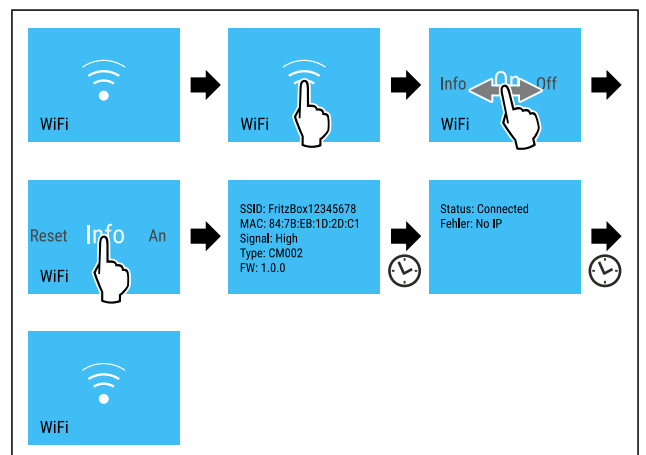 WiFi
WiFi
Info On Off
WiFi
Reset Info An
WiFi
SSID: FritzBox12345678
MAC: 84:7B:EB:1D:2D:C1
Signal: High
Type: CM002
FW: 1.0.0
Status: Connected
Fehler: No IP
WiFi